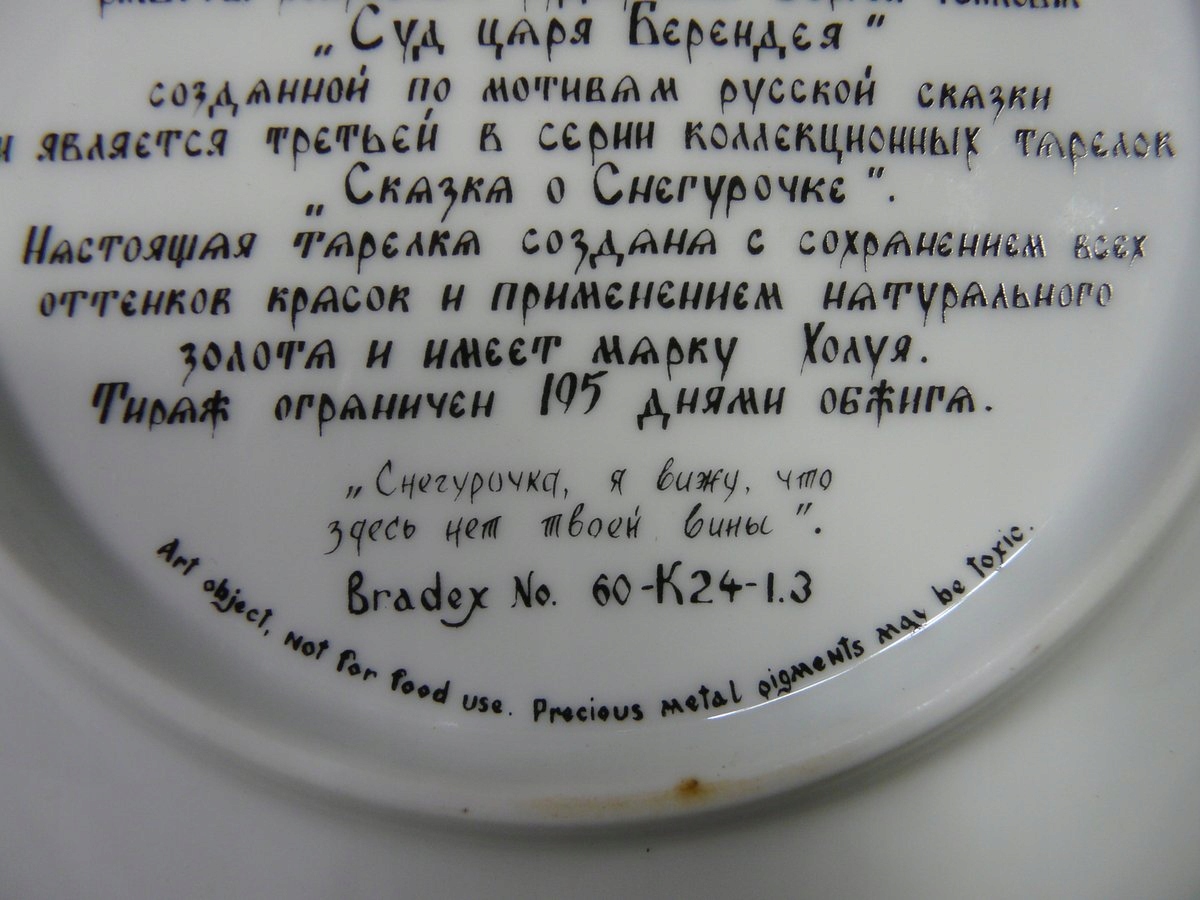 „Суд царя Берендея"
созданной по мотивам русской сказки
и является третьей в серии коллекционных тарелок
„Сказка о Снегурочке".
Настоящая тарелка создана с сохранением всех
оттенков красок и применением натурального
золота и имеет марку Холуя.
Тираж ограничен 195 днями обжига.
„Снегурочка, я вижу, что
здесь нет твоей вины".
Bradex No. 60-K24-1.3
Art object, not for food use. Precious metal pigments may be toxic.